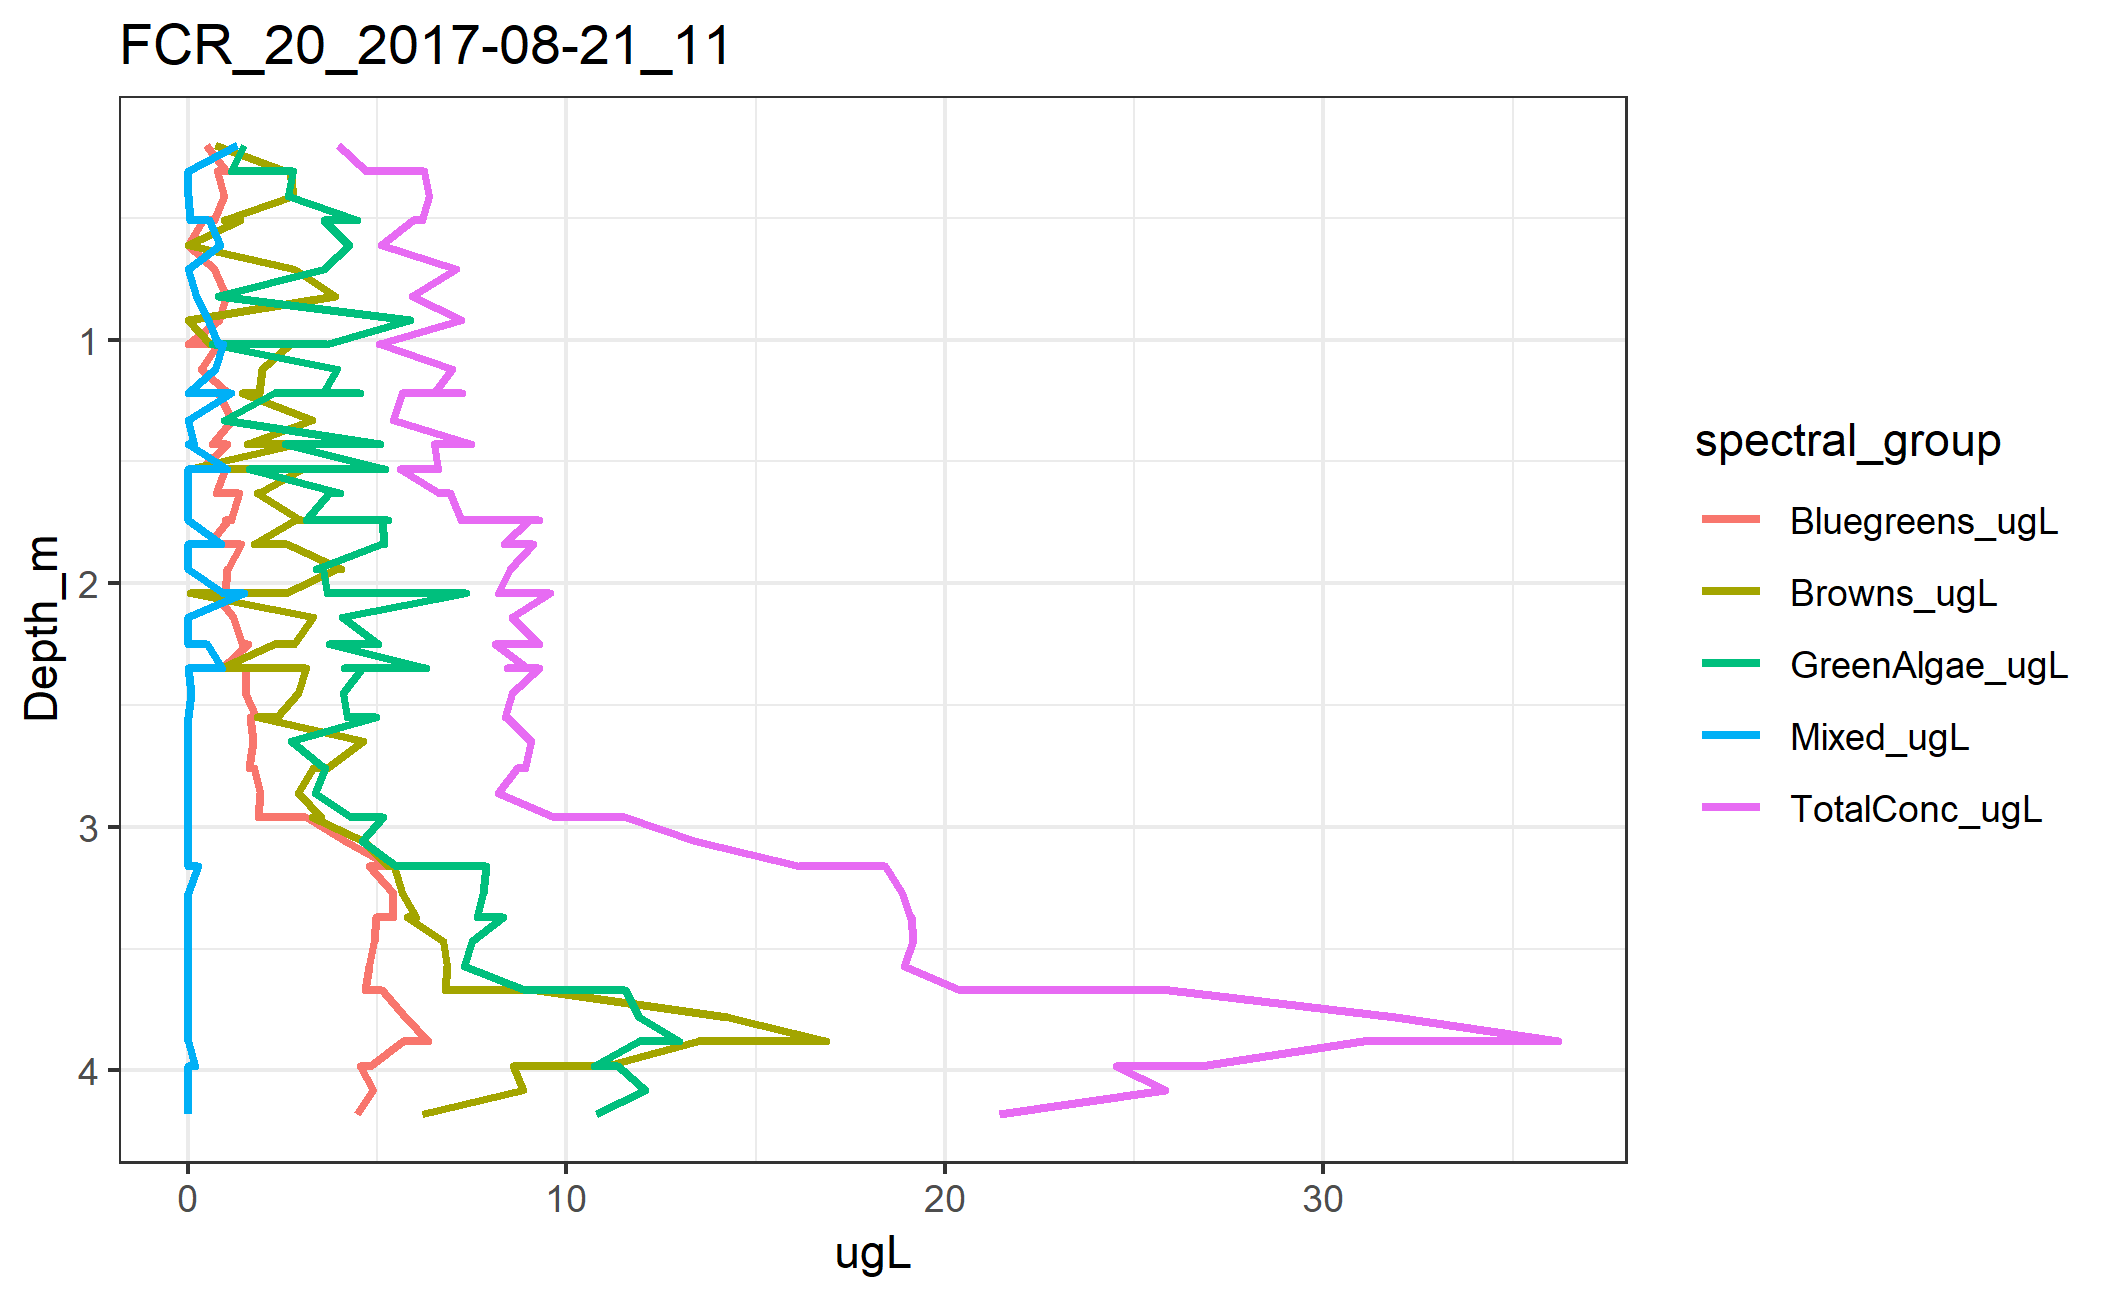 FCR_20_2017-08-21_11
Depth_m
1
2
3
4
0 10 20 30
ugL
spectral_group
Bluegreens_ugL
Browns_ugL
GreenAlgae_ugL
Mixed_ugL
TotalConc_ugL